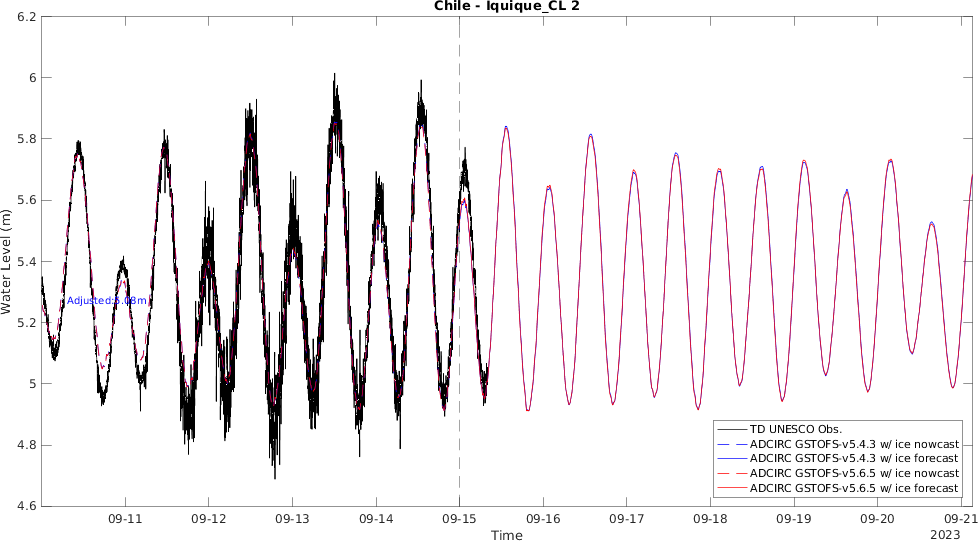 Chile - Iquique_CL 2
Water Level (m)
6.2
6
5.8
5.6
5.4
5.2
5
4.8
4.6
Adjusted:5.08m
TD UNESCO Obs.
ADCIRC GSTOFS-v5.4.3 w/ ice nowcast
ADCIRC GSTOFS-v5.4.3 w/ ice forecast
ADCIRC GSTOFS-v5.6.5 w/ ice nowcast
ADCIRC GSTOFS-v5.6.5 w/ ice forecast
09-11 09-12 09-13 09-14 09-15 09-16 09-17 09-18 09-19 09-20 09-21
Time
2023